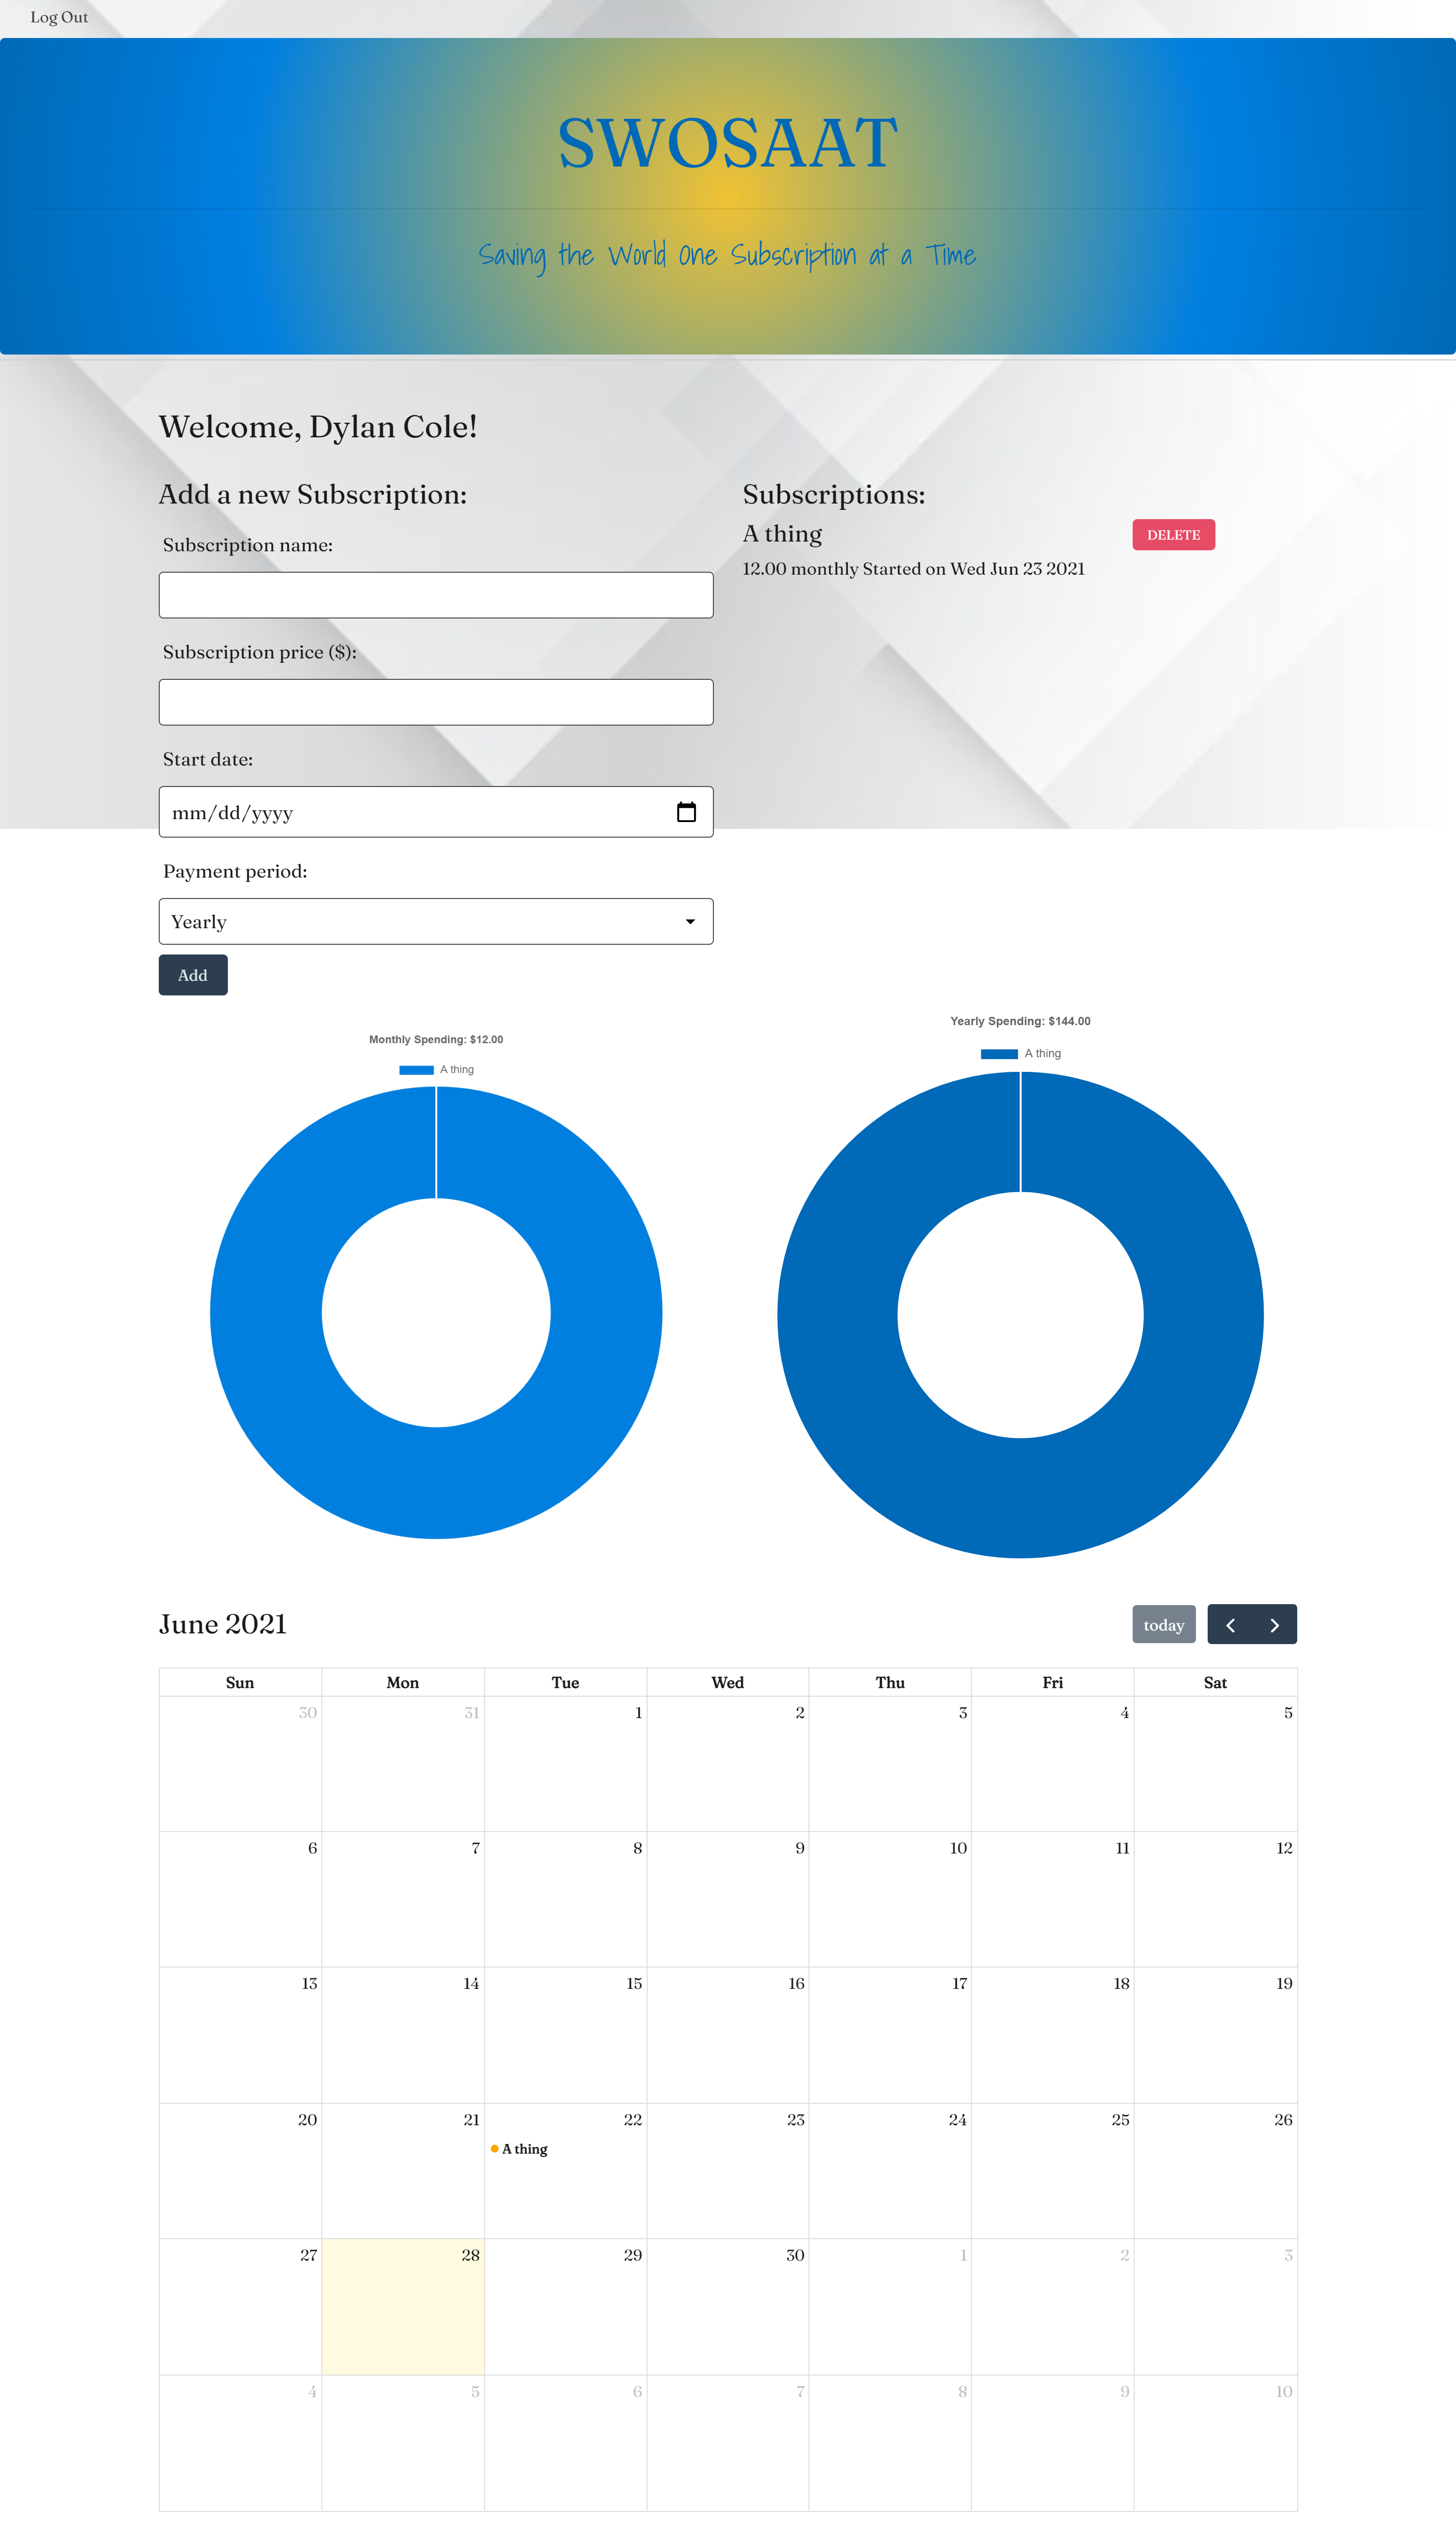 Log Out
SWOSAAT
Saving the World One Subscription at a Time
Welcome, Dylan Cole!
Add a new Subscription:
Subscription name:
Subscription price ($):
Start date:
mm/dd/yyyy
Payment period:
Yearly
Add
Subscriptions:
A thing
DELETE
12.00 monthly Started on Wed Jun 23 2021
Monthly Spending: $12.00
A thing
Yearly Spending: $144.00
A thing
June 2021
today
Sun Mon Tue Wed Thu Fri Sat
30 31 1 2 3 4 5
6 7 8 9 10 11 12
13 14 15 16 17 18 19
20 21 22 23 24 25 26
A thing
27 28 29 30 1 2 3
4 5 6 7 8 9 10